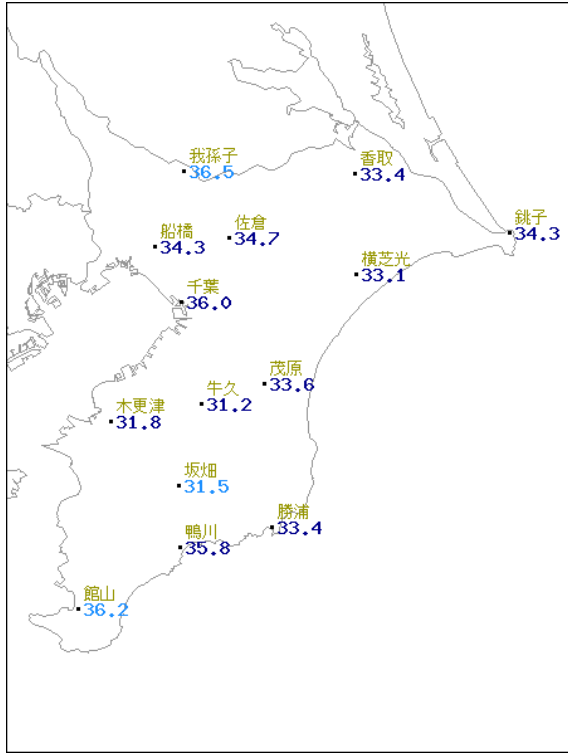 我孫子
36.5
香取
33.4
銚子
34.3
佐倉
34.7
船橋
34.3
横芝光
33.1
千葉
36.0
茂原
33.6
牛久
31.2
木更津
31.8
坂畑
31.5
勝浦
33.4
鴨川
35.8
館山
36.2